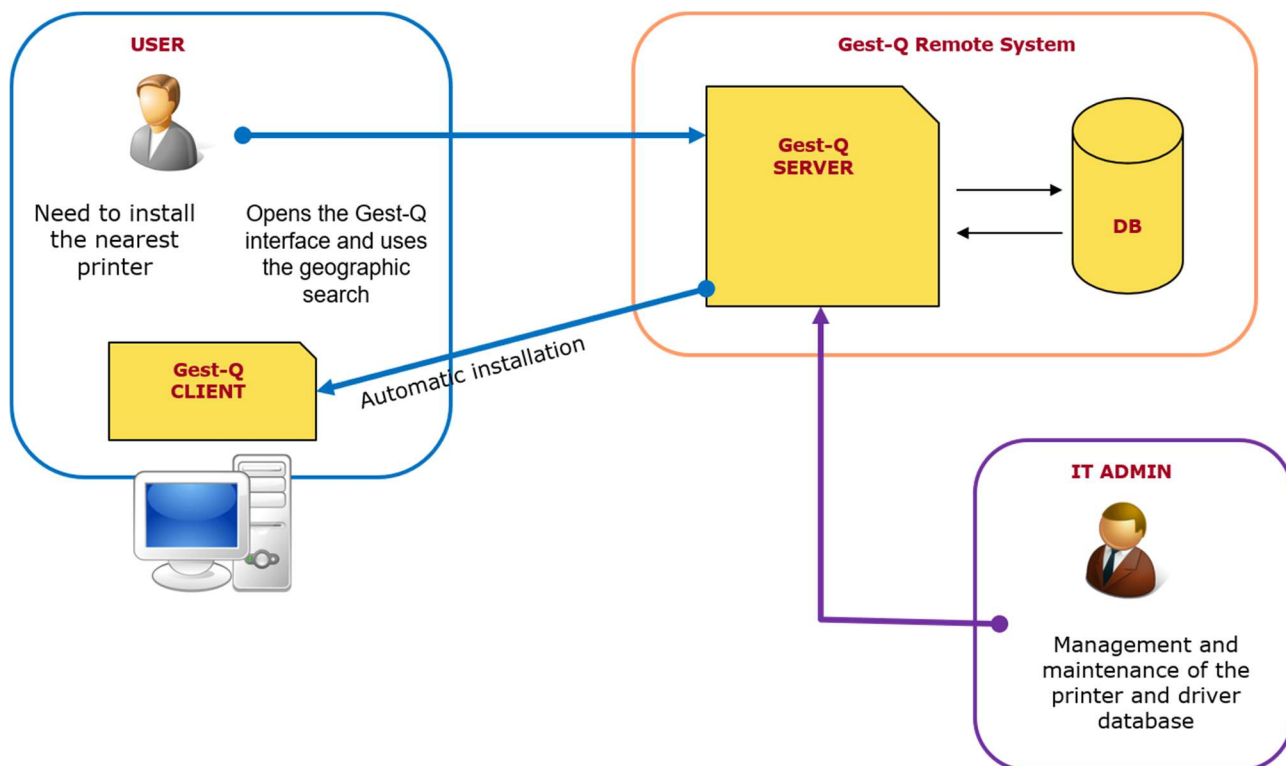 USER
Need to install
the nearest
printer
Opens the Gest-Q
interface and uses
the geographic
search
Gest-Q
CLIENT
Automatic installation
Gest-Q Remote System
Gest-Q
SERVER
DB
IT ADMIN
Management and
maintenance of the
printer and driver
database